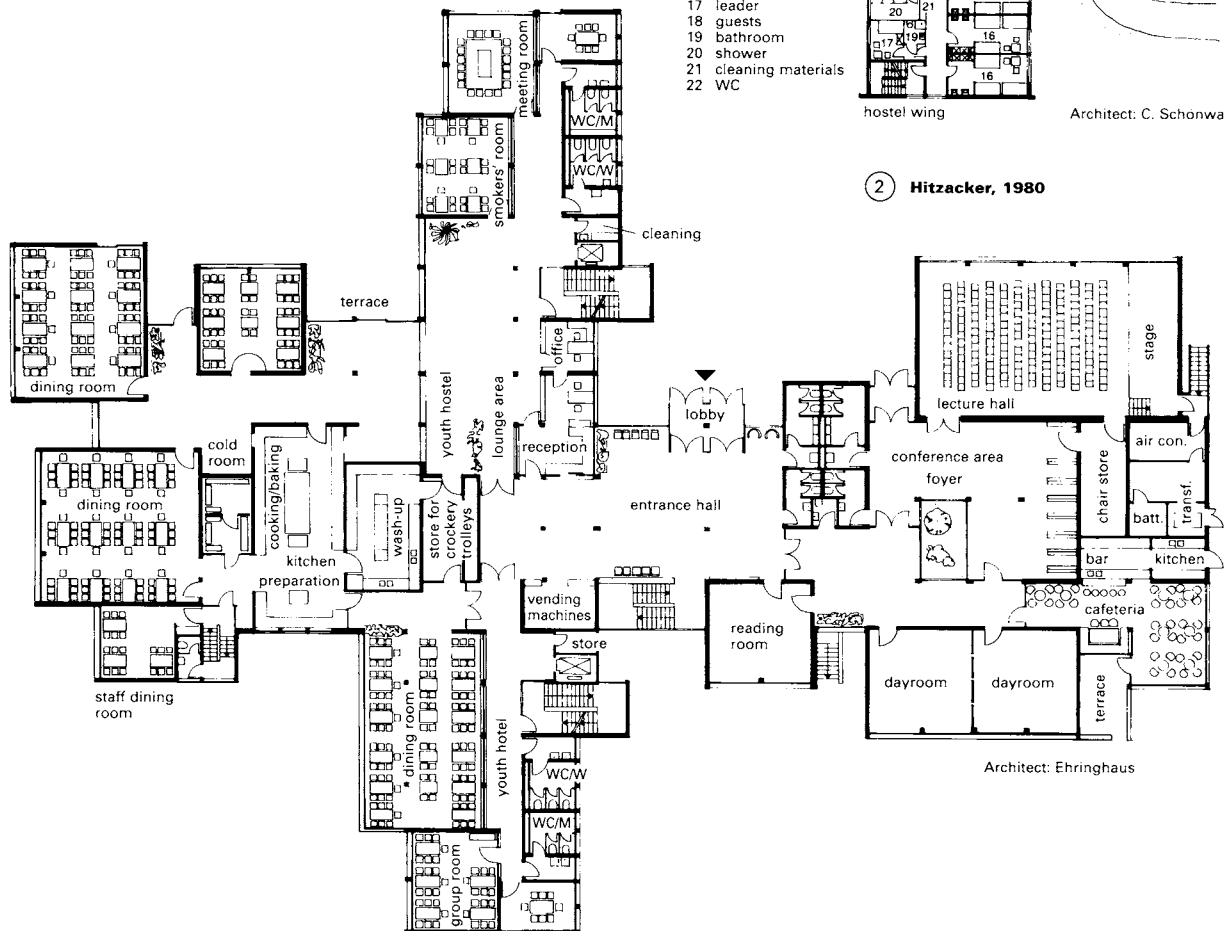 17 leader
18 guests
19 bathroom
20 shower
21 cleaning materials
22 WC
20
21
6
17
19
16
16
hostel wing
Architect: C. Schonwa
2 Hitzacker, 1980
meeting room
WC/M
smokers' room
WC/W
cleaning
terrace
office
dining room
youth hostel
lounge area
reception
lobby
lecture hall
stage
cold
room
air con.
conference area
foyer
chair store
batt.
transf.
dining room
cooking/baking
kitchen
preparation
wash-up
store for
crockery
trolleys
entrance hall
bar
kitchen
vending
machines
cafeteria
reading
room
store
staff dining
room
dayroom
dayroom
terrace
dining room
youth hotel
WC/W
WC/M
group room
Architect: Ehringhaus